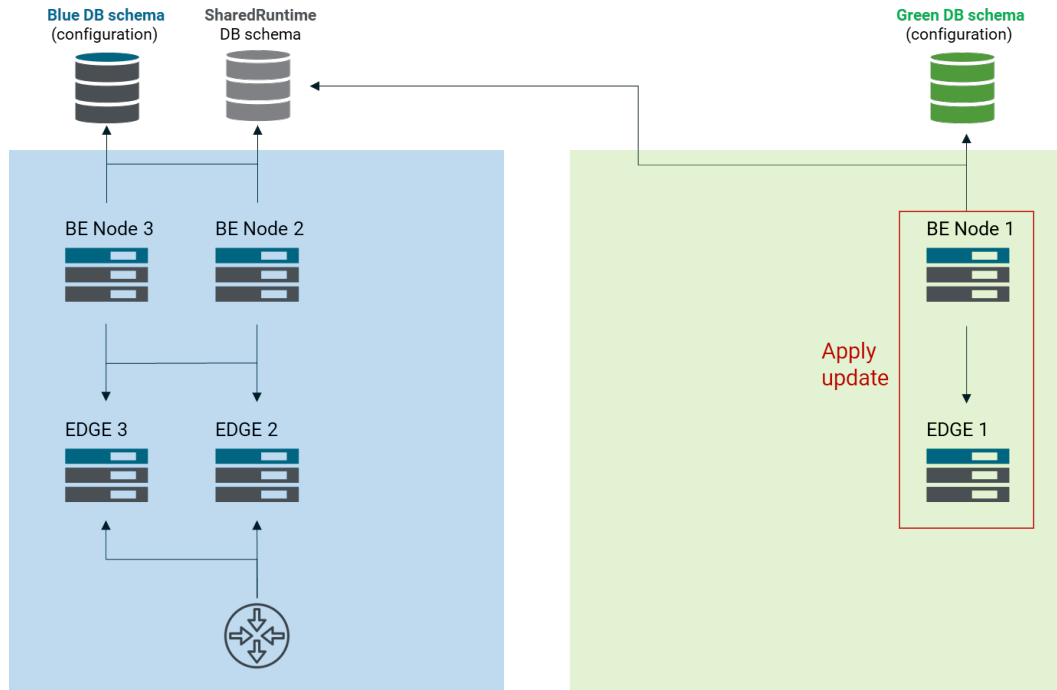 Blue DB schema
(configuration)
SharedRuntime
DB schema
Green DB schema
(configuration)
BE Node 3
BE Node 2
BE Node 1
Apply
update
EDGE 3
EDGE 2
EDGE 1